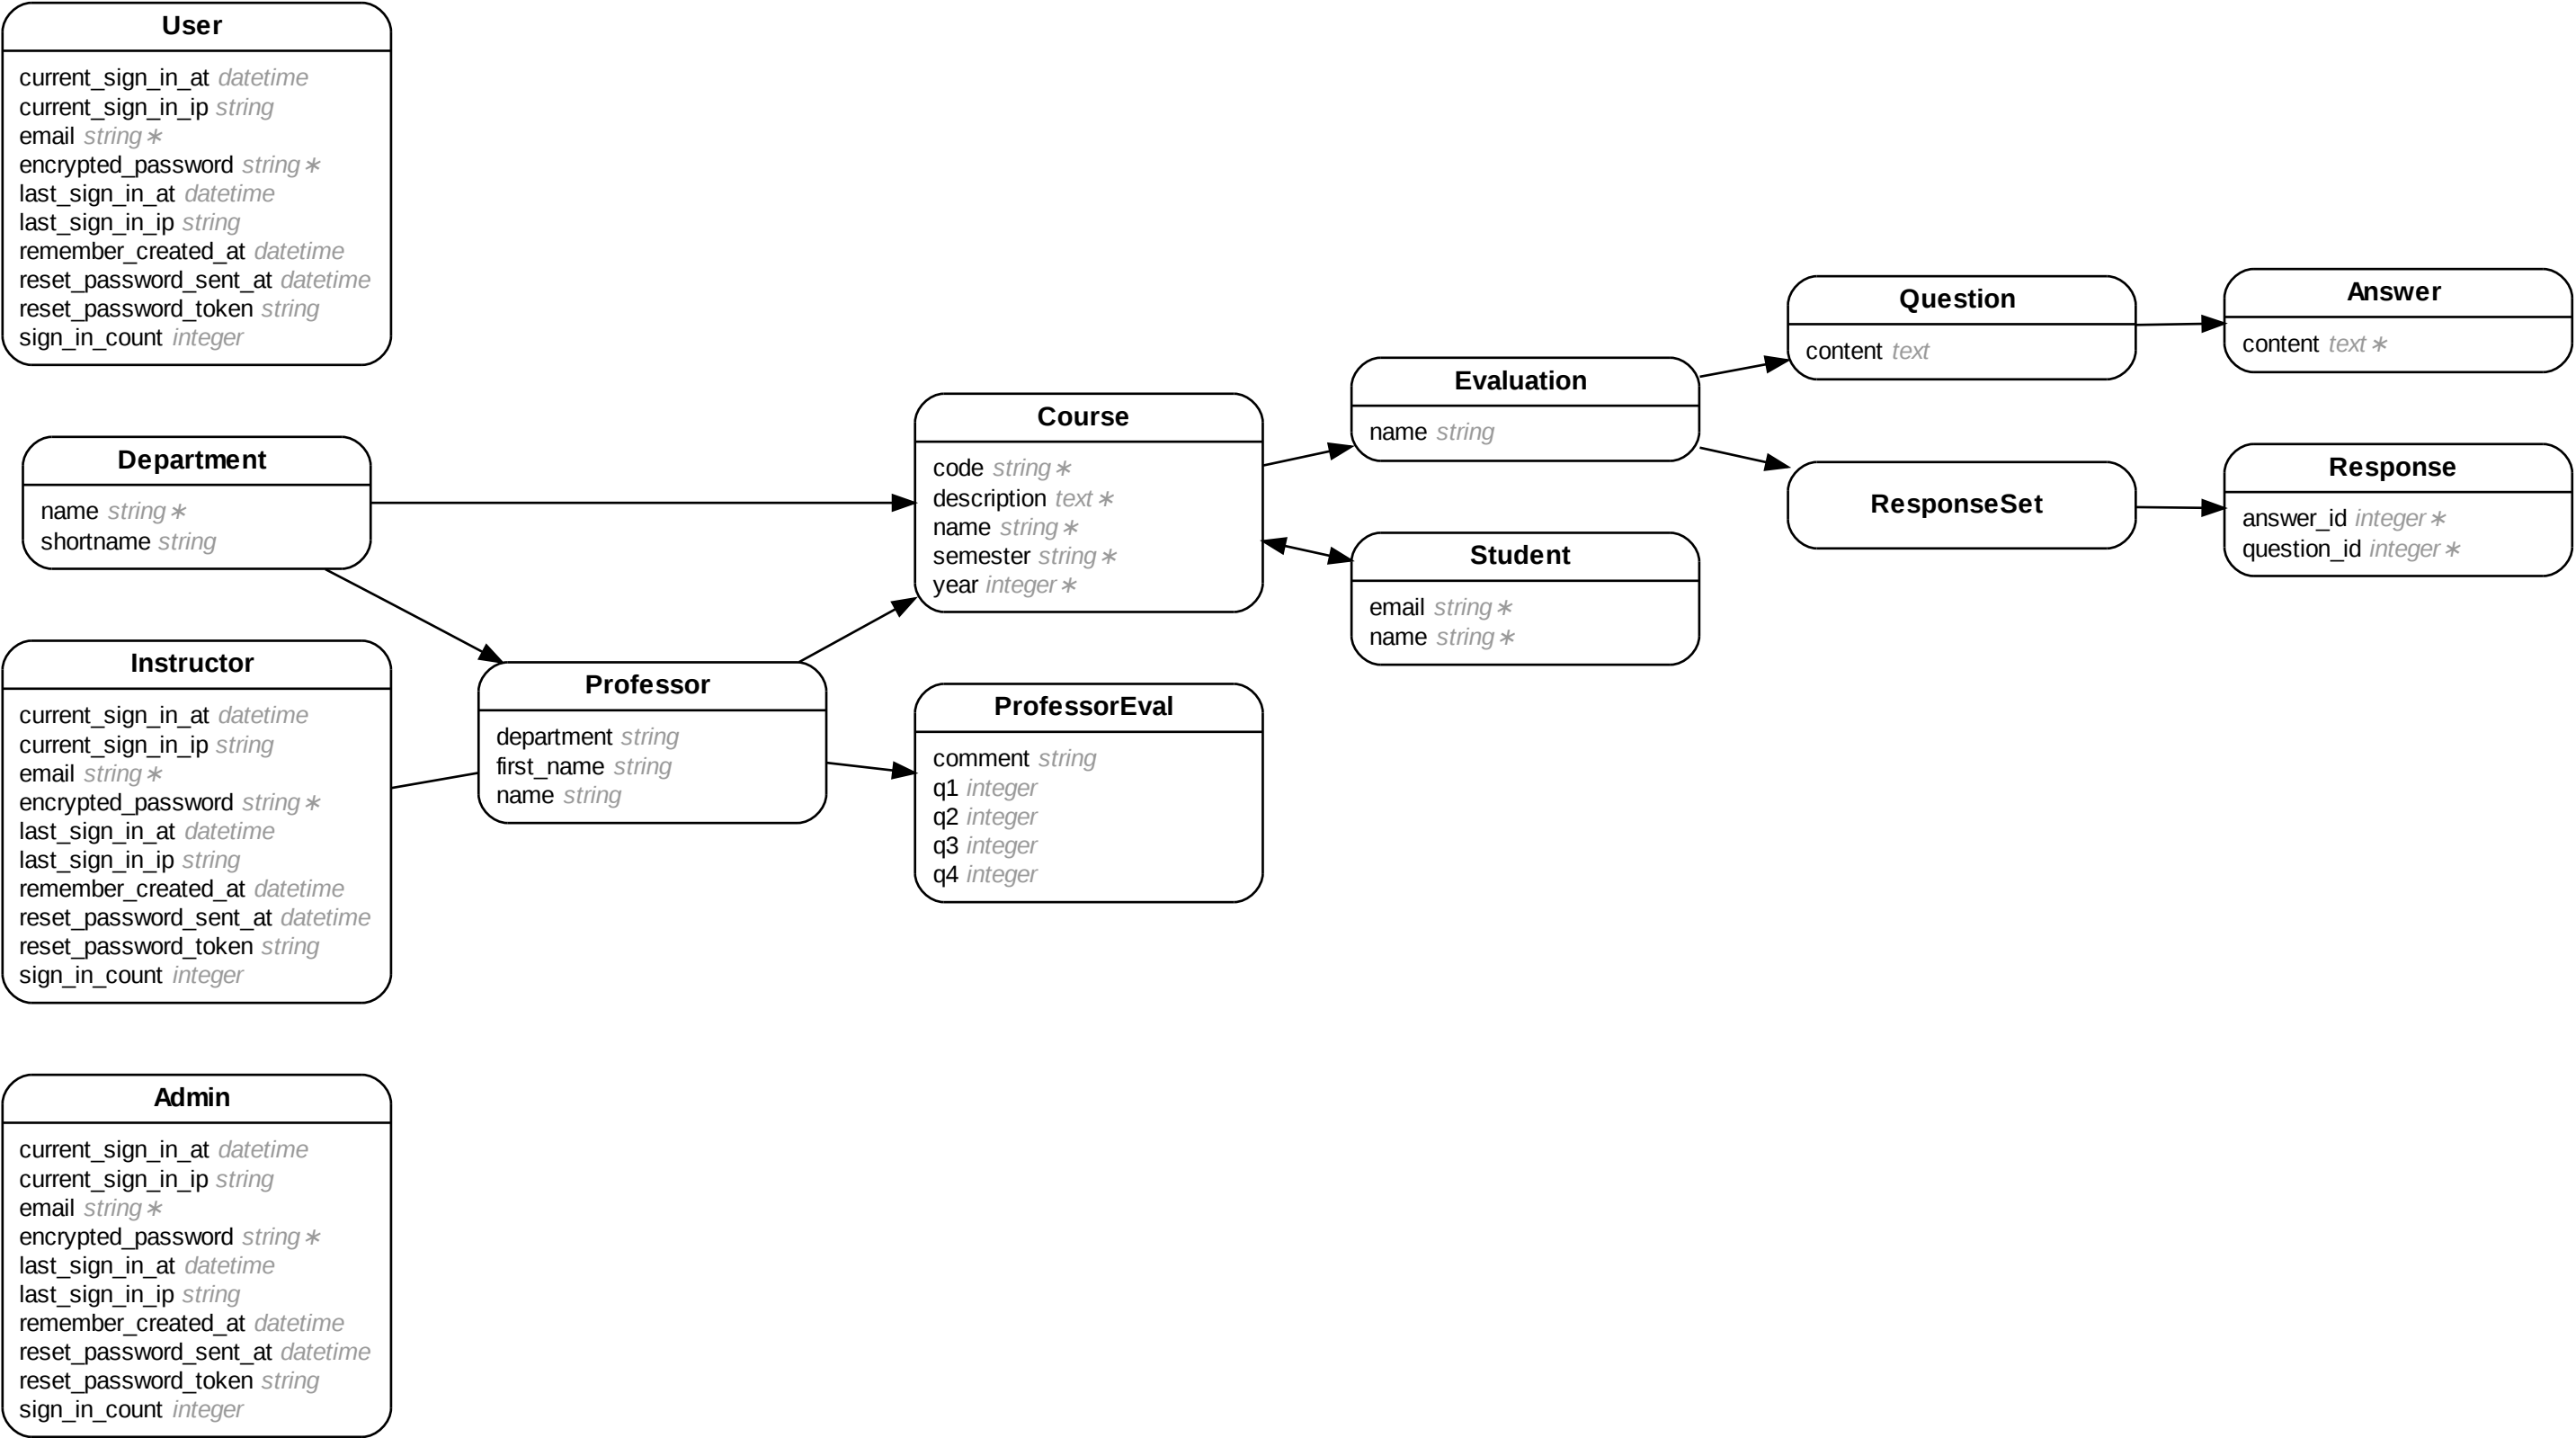 User
current_sign_in_at datetime
current_sign_in_ip string
email string∗
encrypted_password string∗
last_sign_in_at datetime
last_sign_in_ip string
remember_created_at datetime
reset_password_sent_at datetime
reset_password_token string
sign_in_count integer
Department
name string∗
shortname string
Instructor
current_sign_in_at datetime
current_sign_in_ip string
email string∗
encrypted_password string∗
last_sign_in_at datetime
last_sign_in_ip string
remember_created_at datetime
reset_password_sent_at datetime
reset_password_token string
sign_in_count integer
Admin
current_sign_in_at datetime
current_sign_in_ip string
email string∗
encrypted_password string∗
last_sign_in_at datetime
last_sign_in_ip string
remember_created_at datetime
reset_password_sent_at datetime
reset_password_token string
sign_in_count integer
Professor
department string
first_name string
name string
Course
code string∗
description text∗
name string∗
semester string∗
year integer∗
ProfessorEval
comment string
q1 integer
q2 integer
q3 integer
q4 integer
Evaluation
name string
Student
email string∗
name string∗
Question
content text
ResponseSet
Answer
content text∗
Response
answer_id integer∗
question_id integer∗